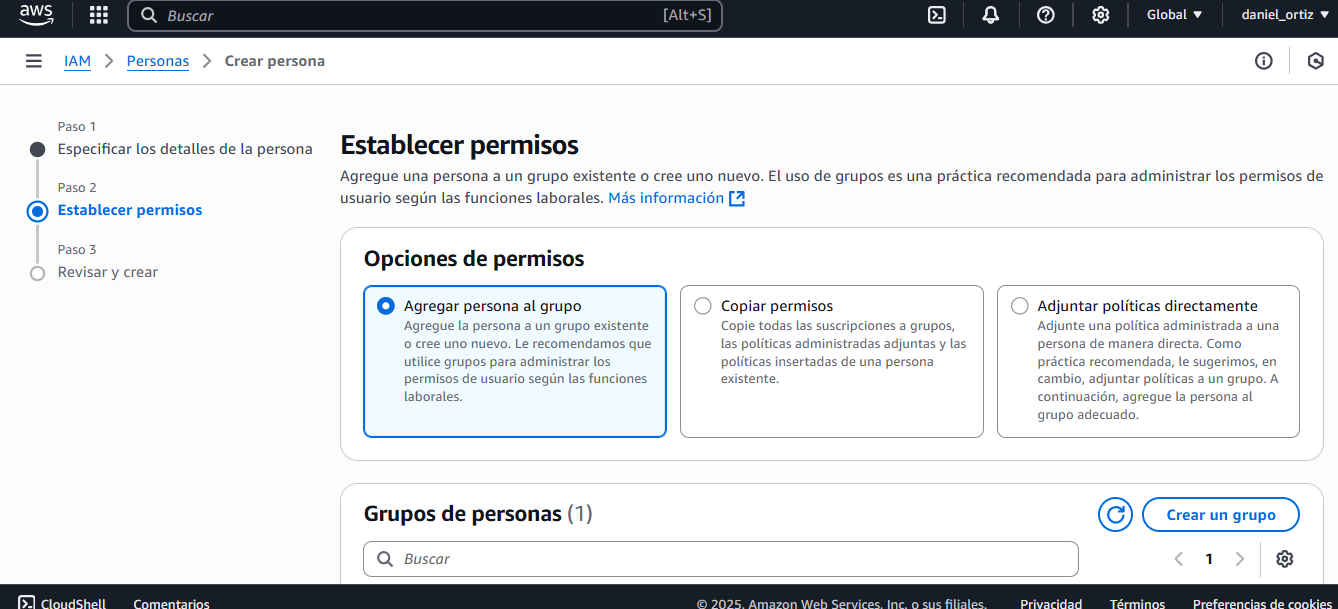 aws
Buscar
[Alt+S]
Global
daniel_ortiz
IAM
Personas
Crear persona
Paso 1
Especificar los detalles de la persona
Paso 2
Establecer permisos
Paso 3
Revisar y crear
Establecer permisos
Agregue una persona a un grupo existente o cree uno nuevo. El uso de grupos es una práctica recomendada para administrar los permisos de
usuario según las funciones laborales. Más información
Opciones de permisos
Agregar persona al grupo
Agregue la persona a un grupo existente
o cree uno nuevo. Le recomendamos que
utilice grupos para administrar los
permisos de usuario según las funciones
laborales.
Copiar permisos
Copie todas las suscripciones a grupos,
las políticas administradas adjuntas y las
políticas insertadas de una persona
existente.
Adjuntar políticas directamente
Adjunte una política administrada a una
persona de manera directa. Como
práctica recomendada, le sugerimos, en
cambio, adjuntar políticas a un grupo. A
continuación, agregue la persona al
grupo adecuado.
Grupos de personas (1)
Crear un grupo
Buscar
1
CloudShell
Comentarios
© 2025, Amazon Web Services, Inc. o sus filiales.
Privacidad
Términos
Preferencias de cookies